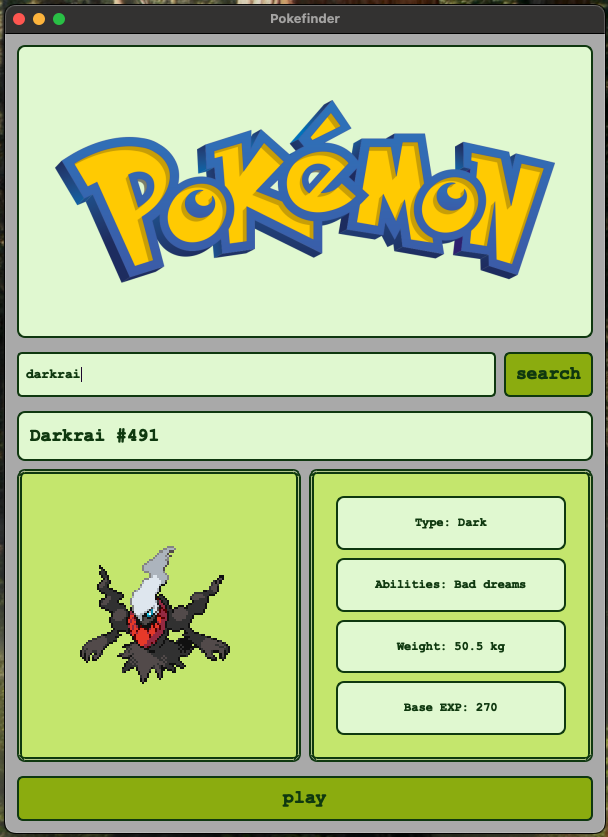 Pokefinder
POKéMON
darkrai
search
Darkrai #491
Type: Dark
Abilities: Bad dreams
Weight: 50.5 kg
Base EXP: 270
play